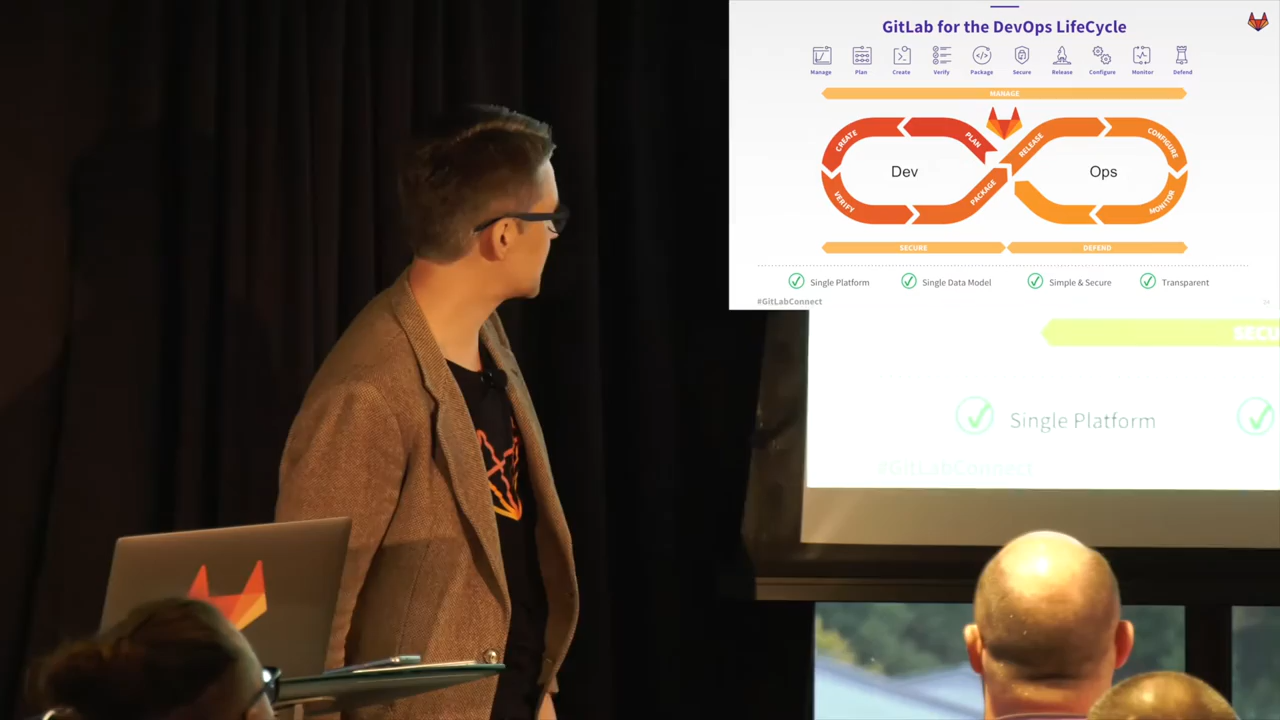 GitLab for the DevOps LifeCycle
Manage Plan Create Verify Package Secure Release Configure Monitor Defend
MANAGE
CREATE
PLAN
RELEASE
CONFIGURE
VERIFY
PACKAGE
MONITOR
Dev
Ops
SECURE
DEFEND
Single Platform Single Data Model Simple & Secure Transparent
#GitLabConnect
SECU
Single Platform
#GitLabConnect